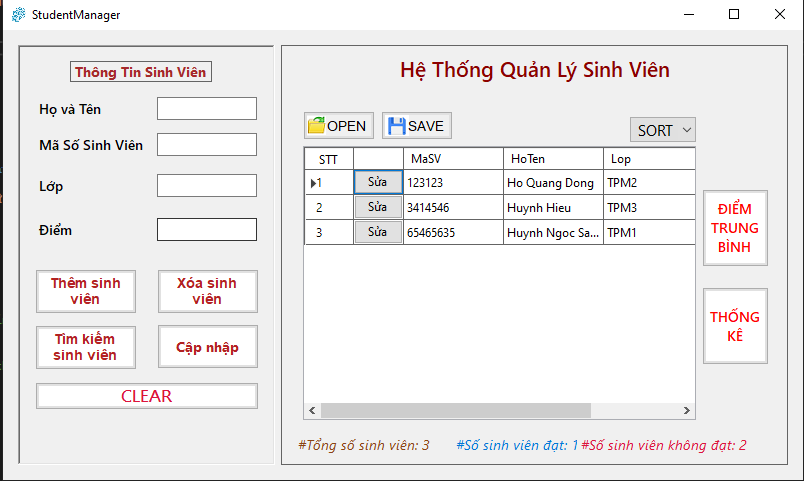 StudentManager
Thông Tin Sinh Viên
Họ và Tên
Mã Số Sinh Viên
Lớp
Điểm
Thêm sinh
viên
Xóa sinh
viên
Tìm kiếm
sinh viên
Cập nhập
CLEAR
Hệ Thống Quản Lý Sinh Viên
OPEN
SAVE
SORT
STT MaSV HoTen Lop
1 Sửa 123123 Ho Quang Dong TPM2
2 Sửa 3414546 Huynh Hieu TPM3
3 Sửa 65465635 Huynh Ngoc Sa... TPM1
ĐIỂM
TRUNG
BÌNH
THỐNG
KÊ
#Tổng số sinh viên: 3 #Số sinh viên đạt: 1 #Số sinh viên không đạt: 2